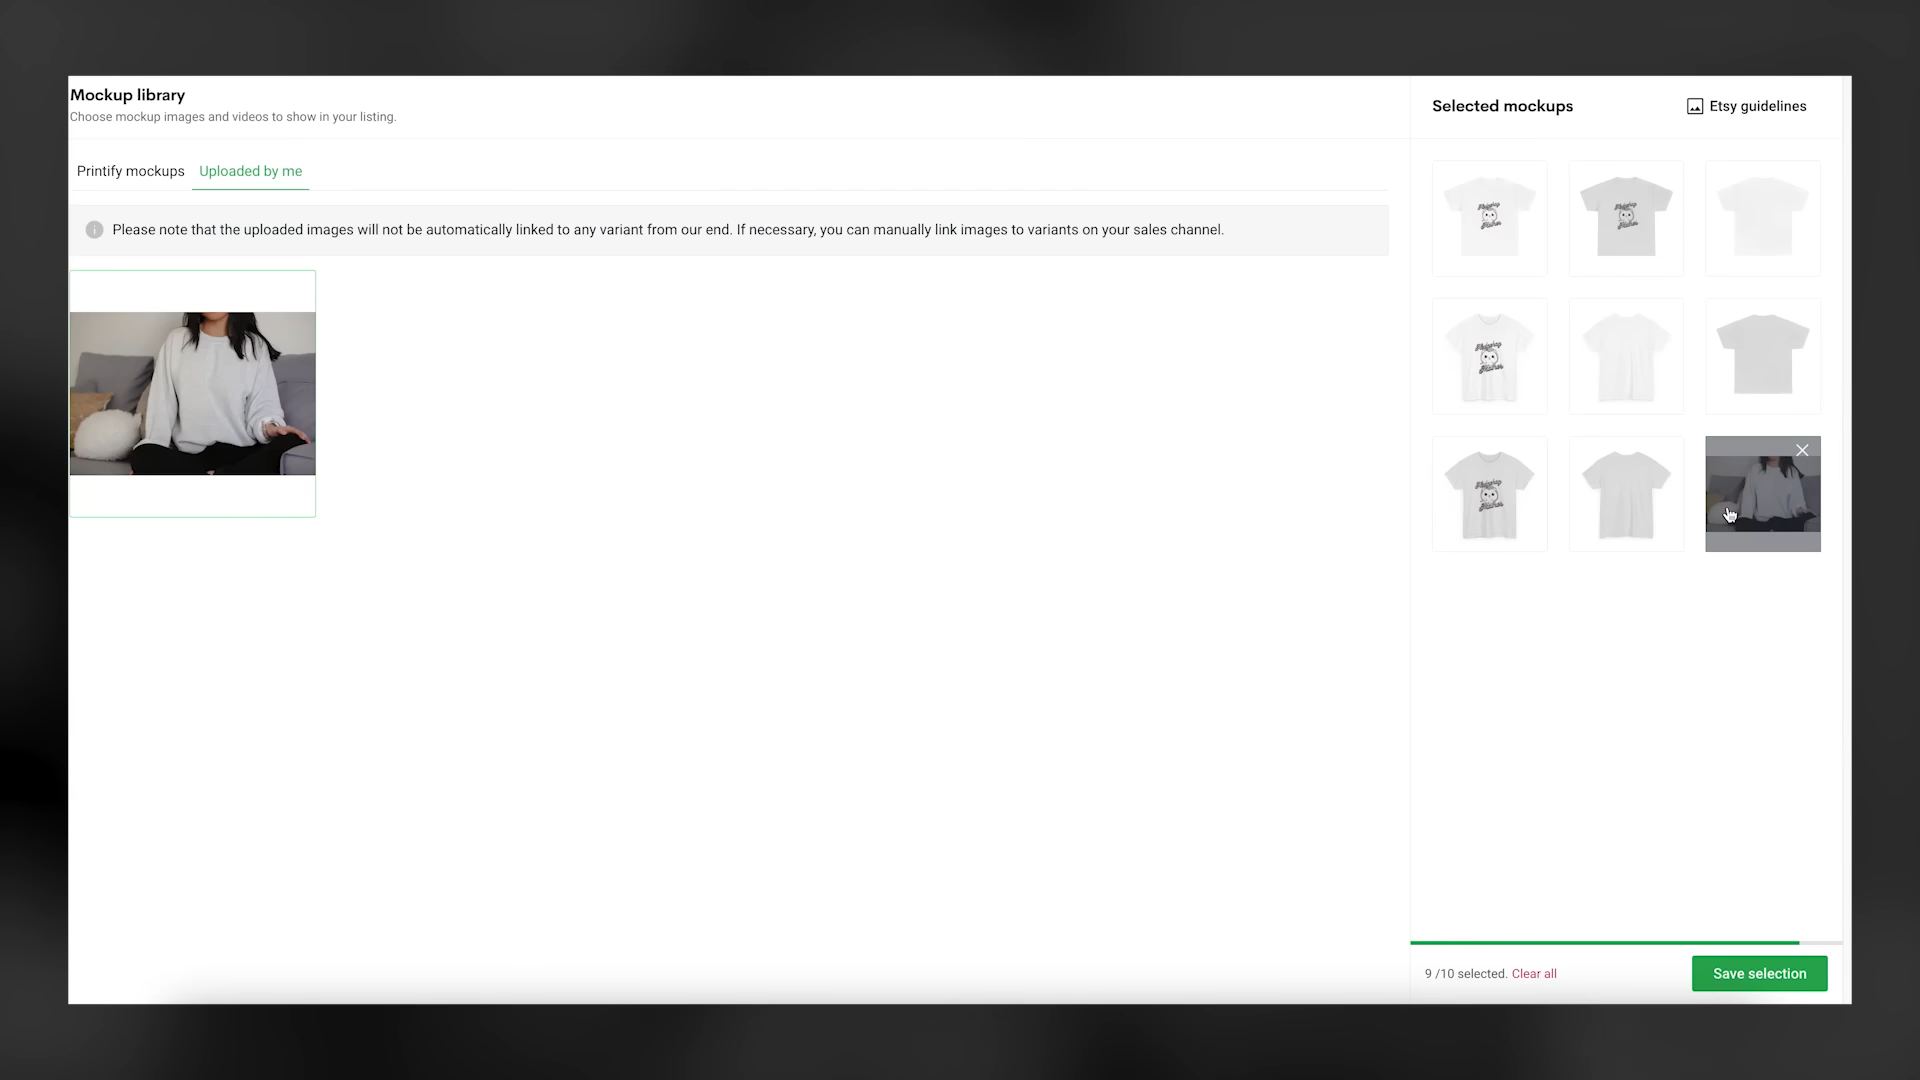 Mockup library
Choose mockup images and videos to show in your listing.
Printify mockups
Uploaded by me
Please note that the uploaded images will not be automatically linked to any variant from our end. If necessary, you can manually link images to variants on your sales channel.
Selected mockups
Etsy guidelines
9 /10 selected. Clear all
Save selection